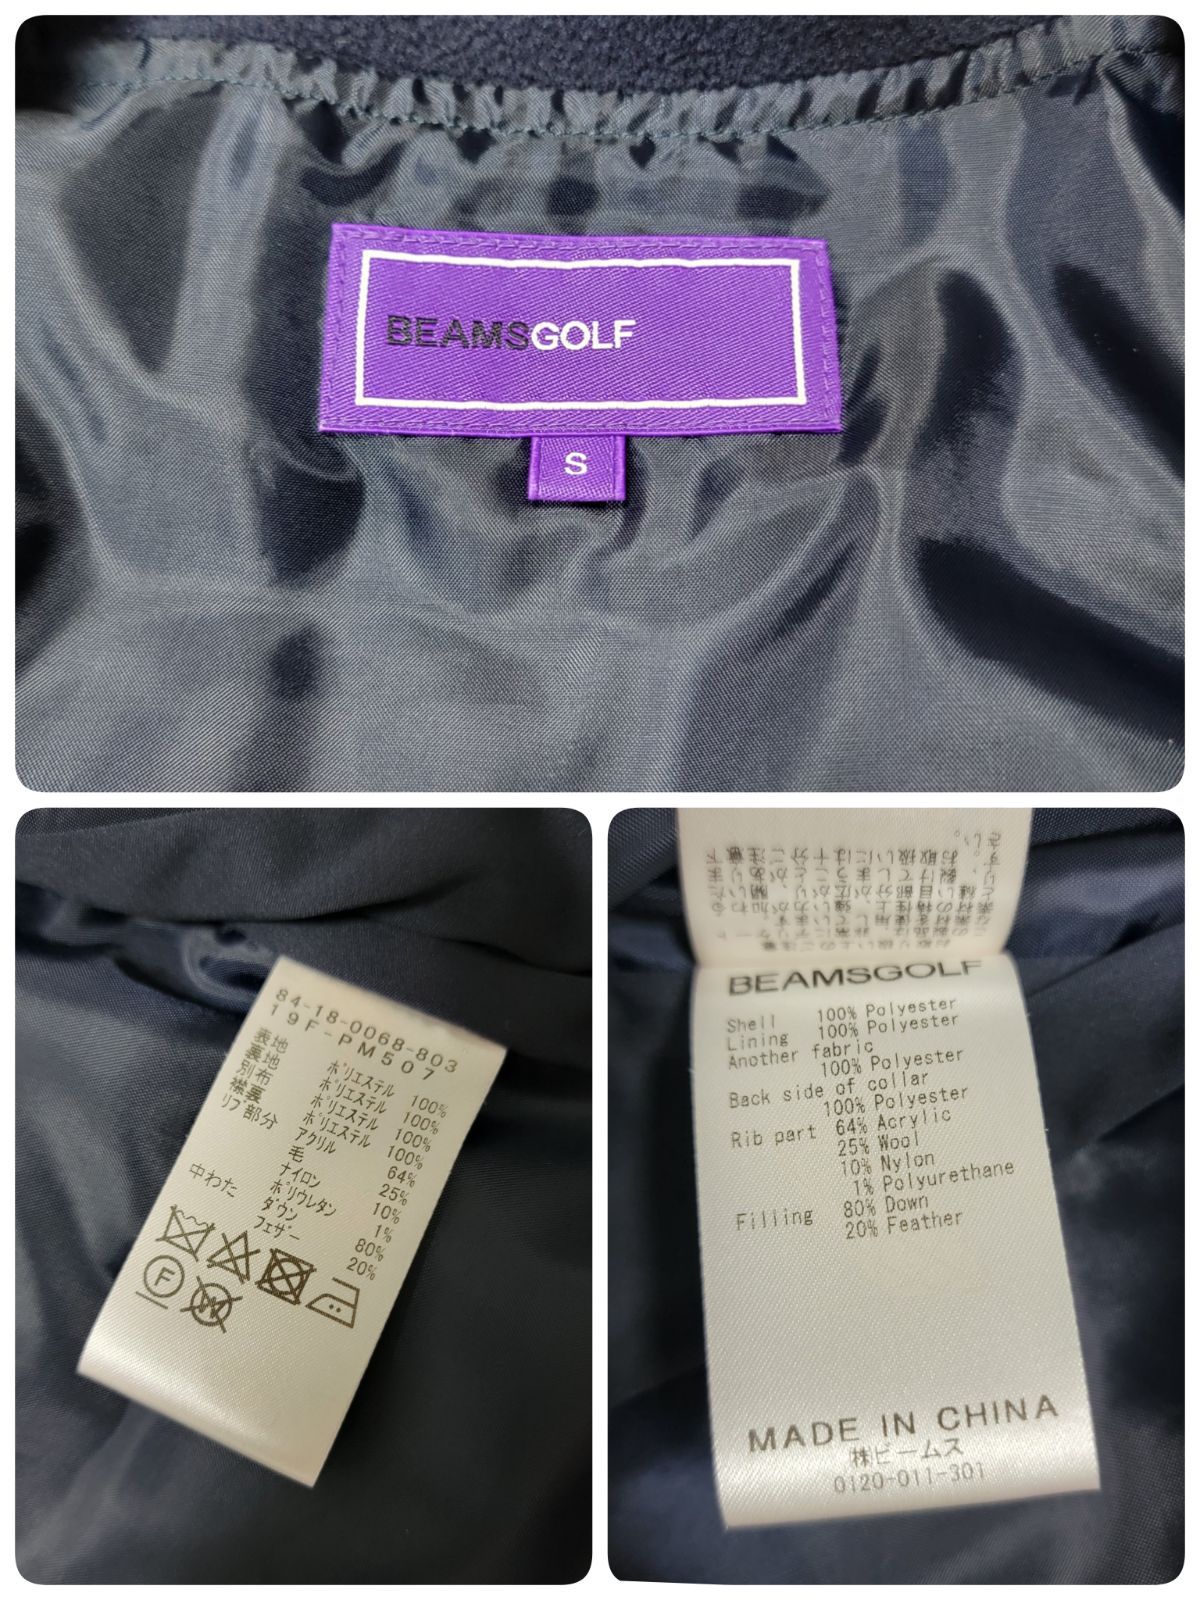 BEAMSGOLF
S
84-18-0068-803
19F-PM507
表地 ポリエステル 100%
裏地 ポリエステル 100%
別布 ポリエステル 100%
襟裏 ポリエステル 100%
リブ部分 アクリル 64%
毛 25%
ナイロン 10%
ポリウレタン 1%
中わた ダウン 80%
フェザー 20%
F
W
BEAMSGOLF
Shell 100% Polyester
Lining 100% Polyester
Another fabric
100% Polyester
Back side of collar
100% Polyester
Rib part 64% Acrylic
25% Wool
10% Nylon
1% Polyurethane
Filling 80% Down
20% Feather
MADE IN CHINA
㈱ビームス
0120-011-301